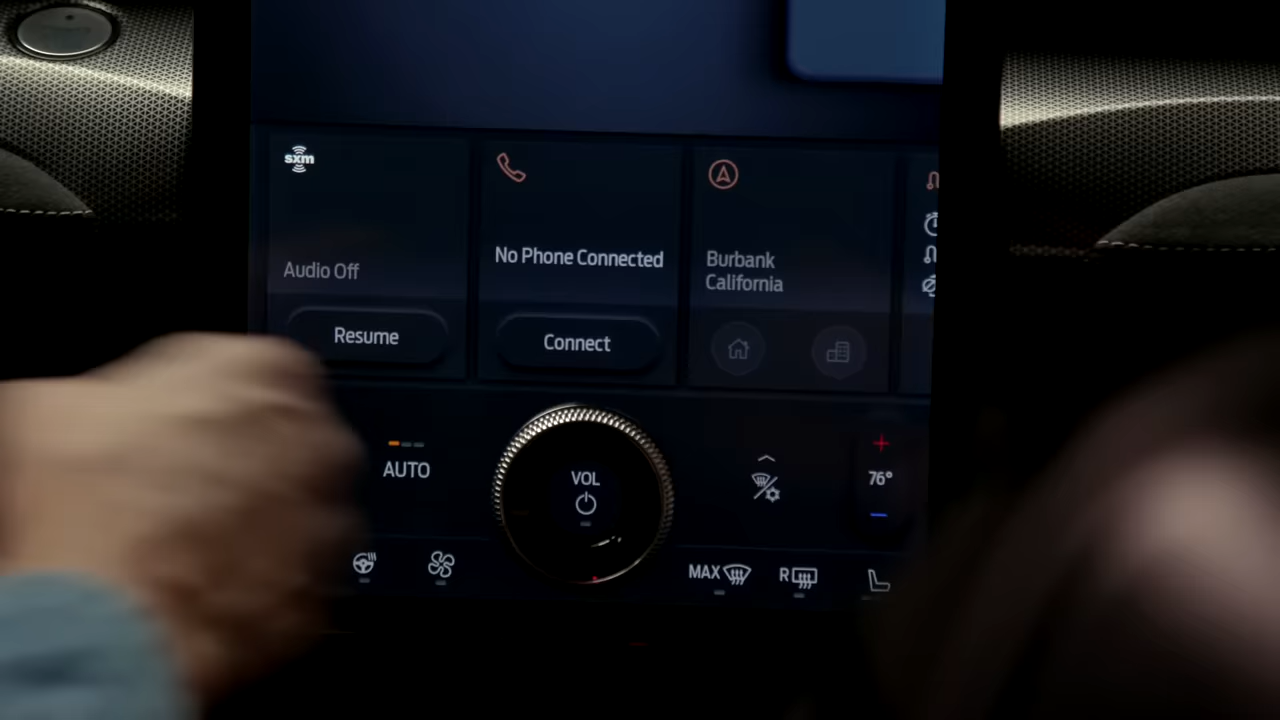 sxm
Audio Off
Resume
No Phone Connected
Connect
Burbank
California
AUTO
VOL
76°
MAX
R